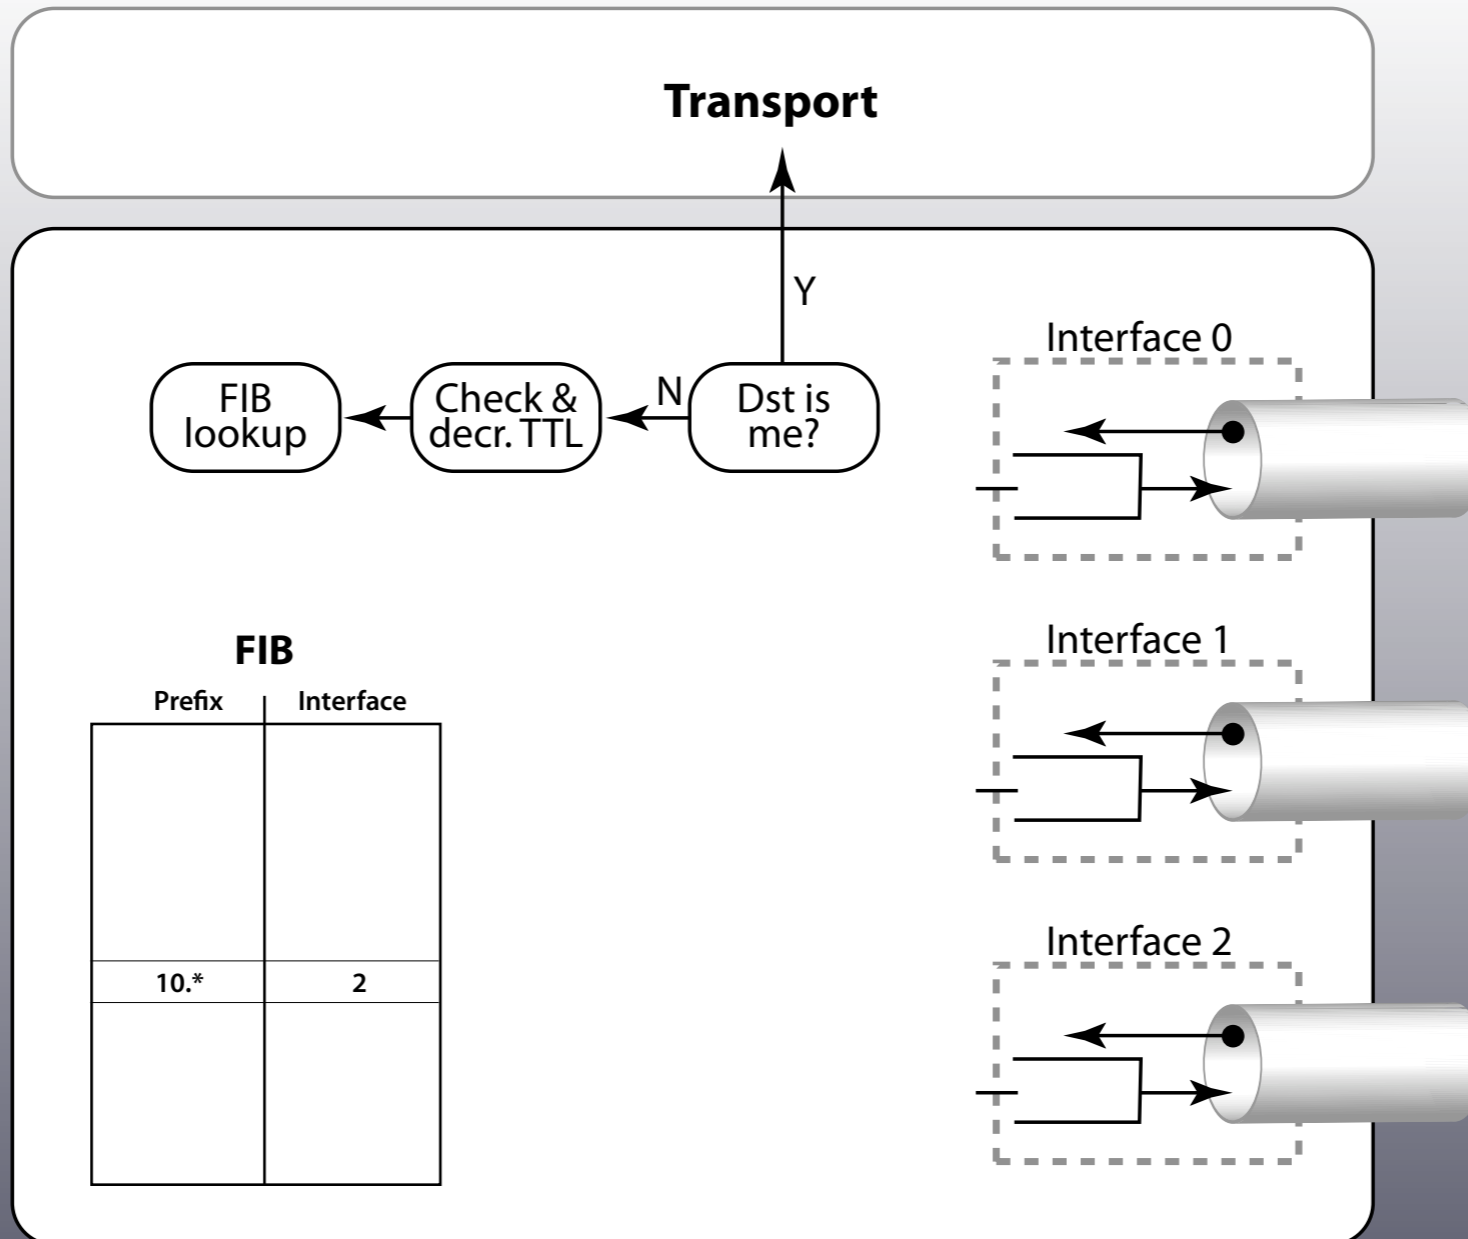 Transport
Y
FIB
lookup
Check &
decr. TTL
N
Dst is
me?
Interface 0
Interface 1
Interface 2
FIB
Prefix Interface
10.* 2